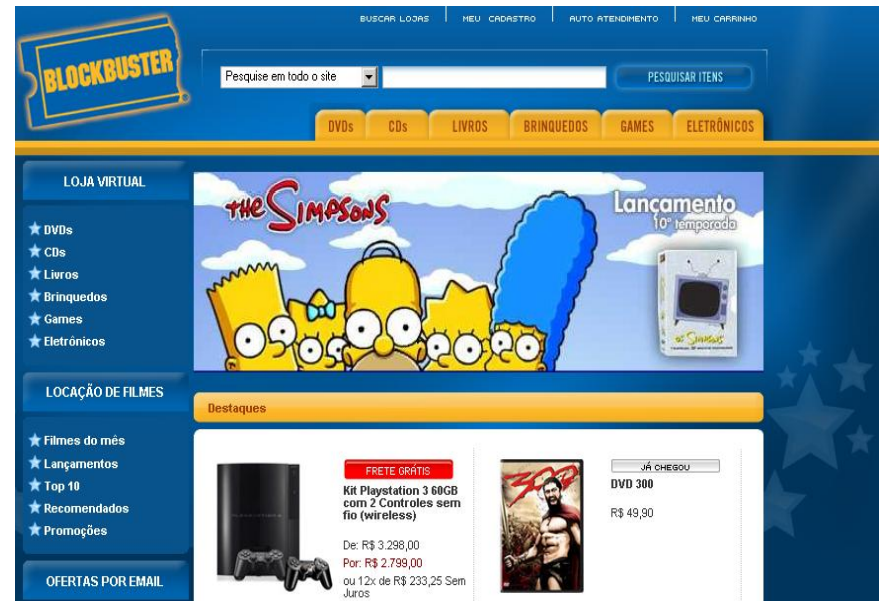 BUSCAR LOJAS
MEU CADASTRO
AUTO ATENDIMENTO
MEU CARRINHO
BLOCKBUSTER
Pesquise em todo o site
PESQUISAR ITENS
DVDs
CDs
LIVROS
BRINQUEDOS
GAMES
ELETRÔNICOS
LOJA VIRTUAL
DVDs
CDs
Livros
Brinquedos
Games
Eletrônicos
THE SIMPSONS
Lançamento
10ª temporada
OS SIMPSONS
LOCAÇÃO DE FILMES
Filmes do mês
Lançamentos
Top 10
Recomendados
Promoções
OFERTAS POR EMAIL
Destaques
FRETE GRÁTIS
Kit Playstation 3 60GB
com 2 Controles sem
fio (wireless)
De: R$ 3.298,00
Por: R$ 2.799,00
ou 12x de R$ 233,25 Sem
Juros
300
JÁ CHEGOU
DVD 300
R$ 49,90